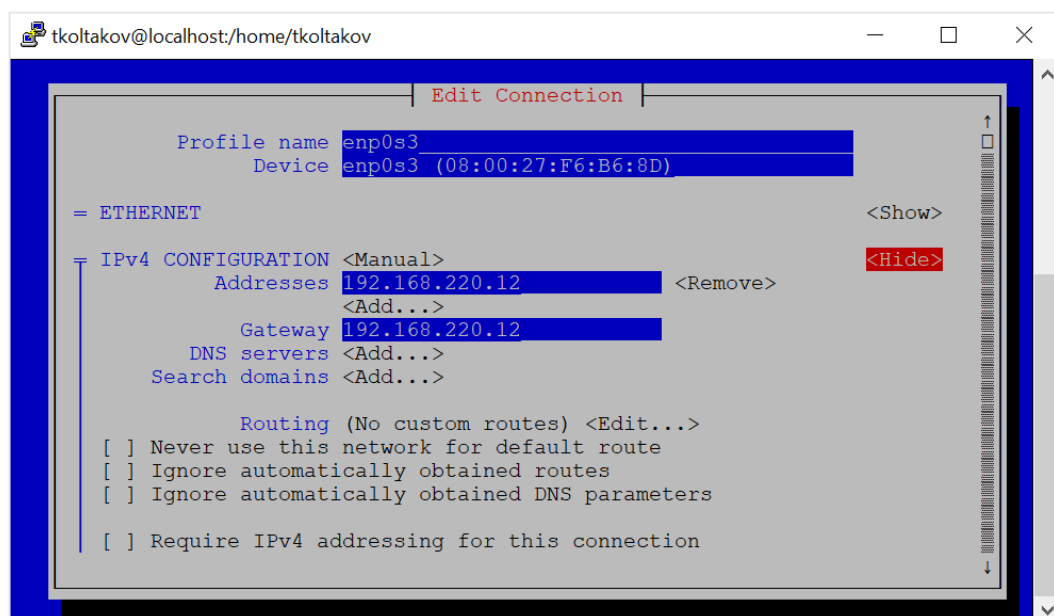 tkoltakov@localhost:/home/tkoltakov
Edit Connection
Profile name enp0s3
Device enp0s3 (08:00:27:F6:B6:8D)
= ETHERNET <Show>
IPv4 CONFIGURATION <Manual> <Hide>
Addresses 192.168.220.12 <Remove>
<Add...>
Gateway 192.168.220.12
DNS servers <Add...>
Search domains <Add...>
Routing (No custom routes) <Edit...>
[ ] Never use this network for default route
[ ] Ignore automatically obtained routes
[ ] Ignore automatically obtained DNS parameters
[ ] Require IPv4 addressing for this connection